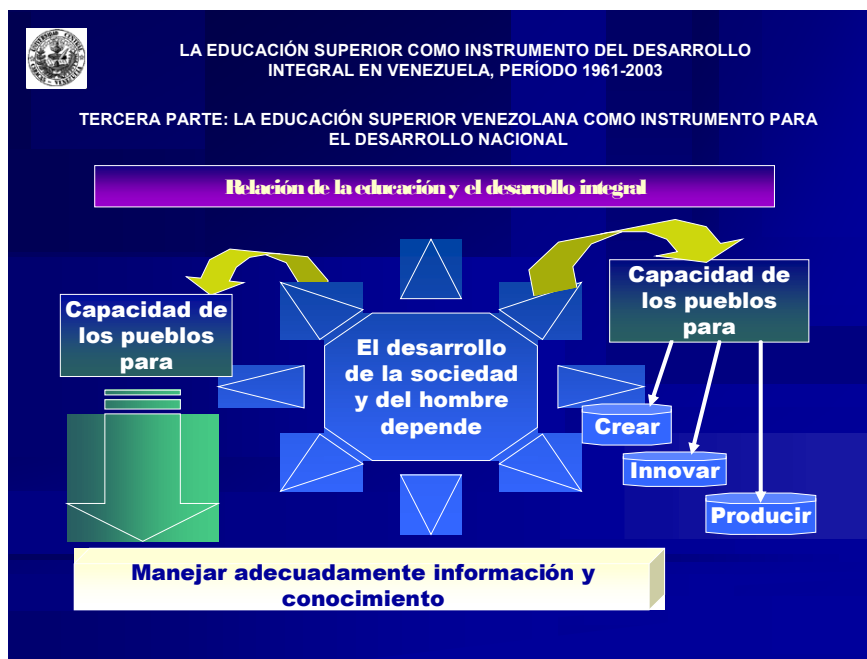 LA EDUCACIÓN SUPERIOR COMO INSTRUMENTO DEL DESARROLLO
INTEGRAL EN VENEZUELA, PERÍODO 1961-2003
TERCERA PARTE: LA EDUCACIÓN SUPERIOR VENEZOLANA COMO INSTRUMENTO PARA
EL DESARROLLO NACIONAL
Relación de la educación y el desarrollo integral
Capacidad de
los pueblos
para
El desarrollo
de la sociedad
y del hombre
depende
Capacidad de
los pueblos
para
Crear
Innovar
Producir
Manejar adecuadamente información y
conocimiento